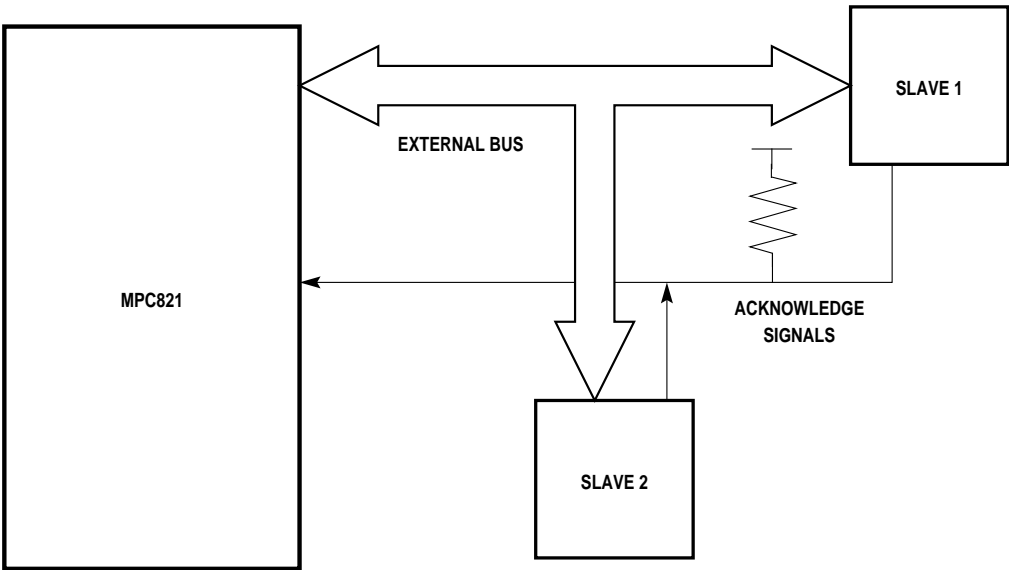 SLAVE 1
EXTERNAL BUS
MPC821
ACKNOWLEDGE
SIGNALS
SLAVE 2